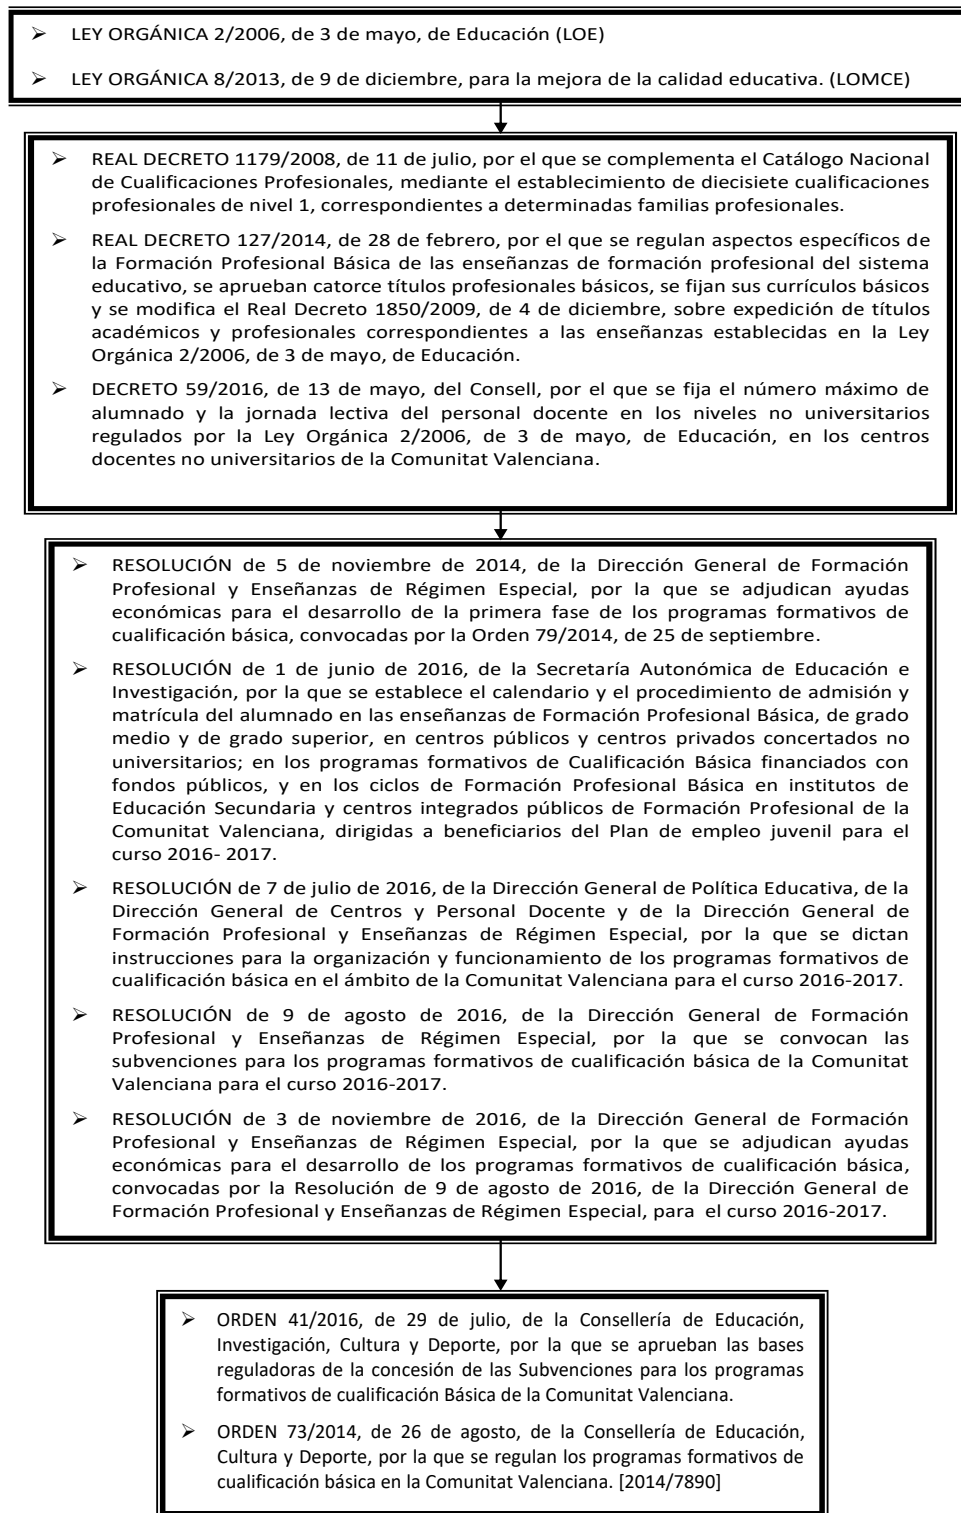 ➢ LEY ORGÁNICA 2/2006, de 3 de mayo, de Educación (LOE)
➢ LEY ORGÁNICA 8/2013, de 9 de diciembre, para la mejora de la calidad educativa. (LOMCE)
➢ REAL DECRETO 1179/2008, de 11 de julio, por el que se complementa el Catálogo Nacional
de Cualificaciones Profesionales, mediante el establecimiento de diecisiete cualificaciones
profesionales de nivel 1, correspondientes a determinadas familias profesionales.
➢ REAL DECRETO 127/2014, de 28 de febrero, por el que se regulan aspectos específicos de
la Formación Profesional Básica de las enseñanzas de formación profesional del sistema
educativo, se aprueban catorce títulos profesionales básicos, se fijan sus currículos básicos
y se modifica el Real Decreto 1850/2009, de 4 de diciembre, sobre expedición de títulos
académicos y profesionales correspondientes a las enseñanzas establecidas en la Ley
Orgánica 2/2006, de 3 de mayo, de Educación.
➢ DECRETO 59/2016, de 13 de mayo, del Consell, por el que se fija el número máximo de
alumnado y la jornada lectiva del personal docente en los niveles no universitarios
regulados por la Ley Orgánica 2/2006, de 3 de mayo, de Educación, en los centros
docentes no universitarios de la Comunitat Valenciana.
➢ RESOLUCIÓN de 5 de noviembre de 2014, de la Dirección General de Formación
Profesional y Enseñanzas de Régimen Especial, por la que se adjudican ayudas
económicas para el desarrollo de la primera fase de los programas formativos de
cualificación básica, convocadas por la Orden 79/2014, de 25 de septiembre.
➢ RESOLUCIÓN de 1 de junio de 2016, de la Secretaría Autonómica de Educación e
Investigación, por la que se establece el calendario y el procedimiento de admisión y
matrícula del alumnado en las enseñanzas de Formación Profesional Básica, de grado
medio y de grado superior, en centros públicos y centros privados concertados no
universitarios; en los programas formativos de Cualificación Básica financiados con
fondos públicos, y en los ciclos de Formación Profesional Básica en institutos de
Educación Secundaria y centros integrados públicos de Formación Profesional de la
Comunitat Valenciana, dirigidas a beneficiarios del Plan de empleo juvenil para el
curso 2016- 2017.
➢ RESOLUCIÓN de 7 de julio de 2016, de la Dirección General de Política Educativa, de la
Dirección General de Centros y Personal Docente y de la Dirección General de
Formación Profesional y Enseñanzas de Régimen Especial, por la que se dictan
instrucciones para la organización y funcionamiento de los programas formativos de
cualificación básica en el ámbito de la Comunitat Valenciana para el curso 2016-2017.
➢ RESOLUCIÓN de 9 de agosto de 2016, de la Dirección General de Formación
Profesional y Enseñanzas de Régimen Especial, por la que se convocan las
subvenciones para los programas formativos de cualificación básica de la Comunitat
Valenciana para el curso 2016-2017.
➢ RESOLUCIÓN de 3 de noviembre de 2016, de la Dirección General de Formación
Profesional y Enseñanzas de Régimen Especial, por la que se adjudican ayudas
económicas para el desarrollo de los programas formativos de cualificación básica,
convocadas por la Resolución de 9 de agosto de 2016, de la Dirección General de
Formación Profesional y Enseñanzas de Régimen Especial, para el curso 2016-2017.
➢ ORDEN 41/2016, de 29 de julio, de la Consellería de Educación,
Investigación, Cultura y Deporte, por la que se aprueban las bases
reguladoras de la concesión de las Subvenciones para los programas
formativos de cualificación Básica de la Comunitat Valenciana.
➢ ORDEN 73/2014, de 26 de agosto, de la Consellería de Educación,
Cultura y Deporte, por la que se regulan los programas formativos de
cualificación básica en la Comunitat Valenciana. [2014/7890]